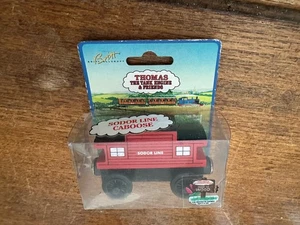 THOMAS
THE TANK ENGINE
& FRIENDS
SODOR LINE
CABOOSE
SODOR LINE